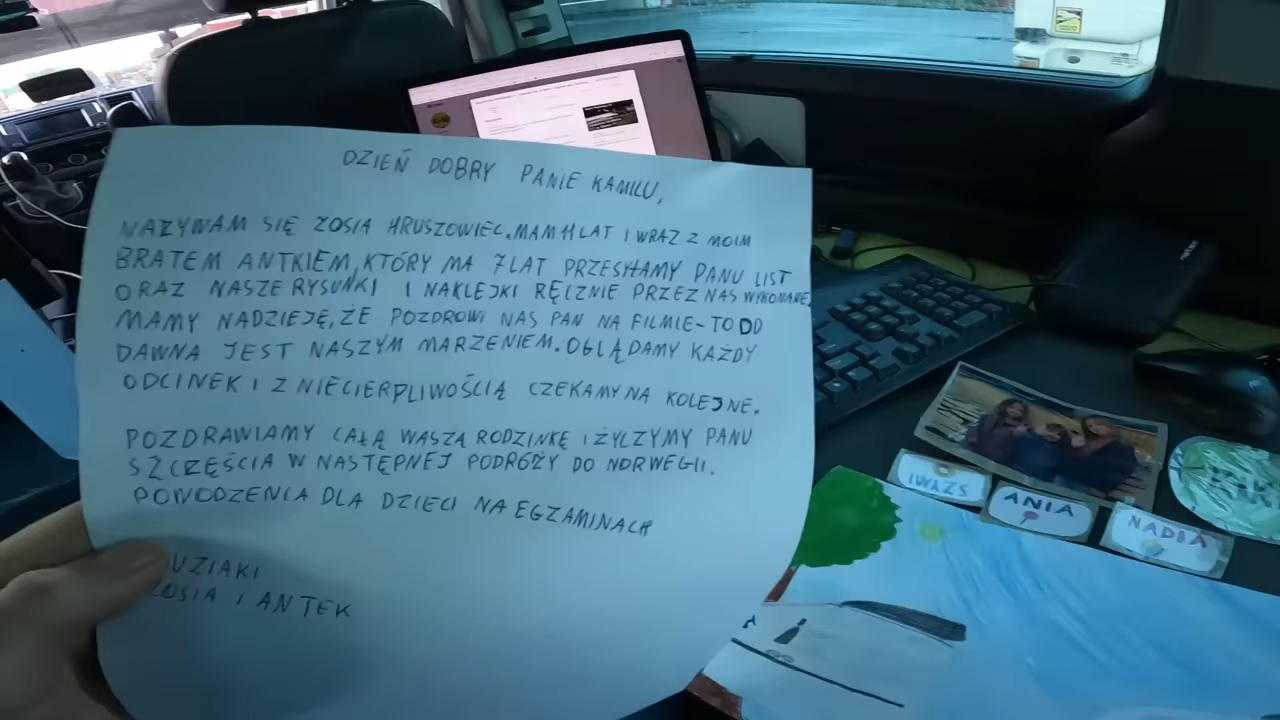 DZIEŃ DOBRY PANIE KAMILU,
NAZYWAM SIĘ ZOSIA HRUSZOWIEC. MAM 11 LAT I WRAZ Z MOIM
BRATEM ANTKIEM, KTÓRY MA 7 LAT PRZESYŁAMY PANU LIST
ORAZ NASZE RYSUNKI I NAKLEJKI RĘCZNIE PRZEZ NAS WYKONANE.
MAMY NADZIEJĘ, ŻE POZDROWI NAS PAN NA FILMIE - TO OD
DAWNA JEST NASZYM MARZENIEM. OGLĄDAMY KAŻDY
ODCINEK I Z NIECIERPLIWOŚCIĄ CZEKAMY NA KOLEJNE.
POZDRAWIAMY CAŁĄ WASZĄ RODZINKĘ I ŻYCZYMY PANU
SZCZĘŚCIA W NASTĘPNEJ PODRÓŻY DO NORWEGII.
POWODZENIA DLA DZIECI NA EGZAMINACH
UZIAKI
ZOSIA I ANTEK
ANIA
NADIA